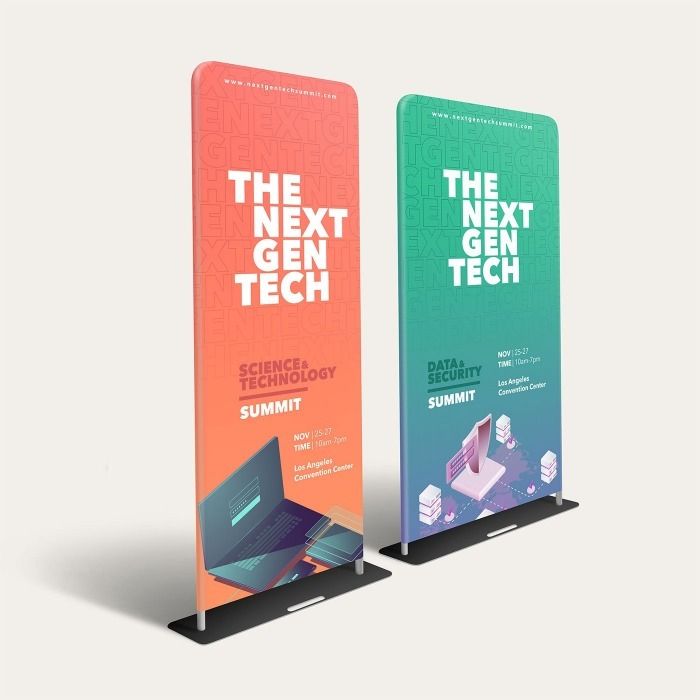 www.nextgentechsummit.com
THE
NEXT
GEN
TECH
SCIENCE&
TECHNOLOGY
SUMMIT
NOV | 25-27
TIME | 10am-7pm
Los Angeles
Convention Center
www.nextgentechsummit.com
THE
NEXT
GEN
TECH
DATA &
SECURITY
SUMMIT
NOV | 25-27
TIME | 10am-7pm
Los Angeles
Convention Center